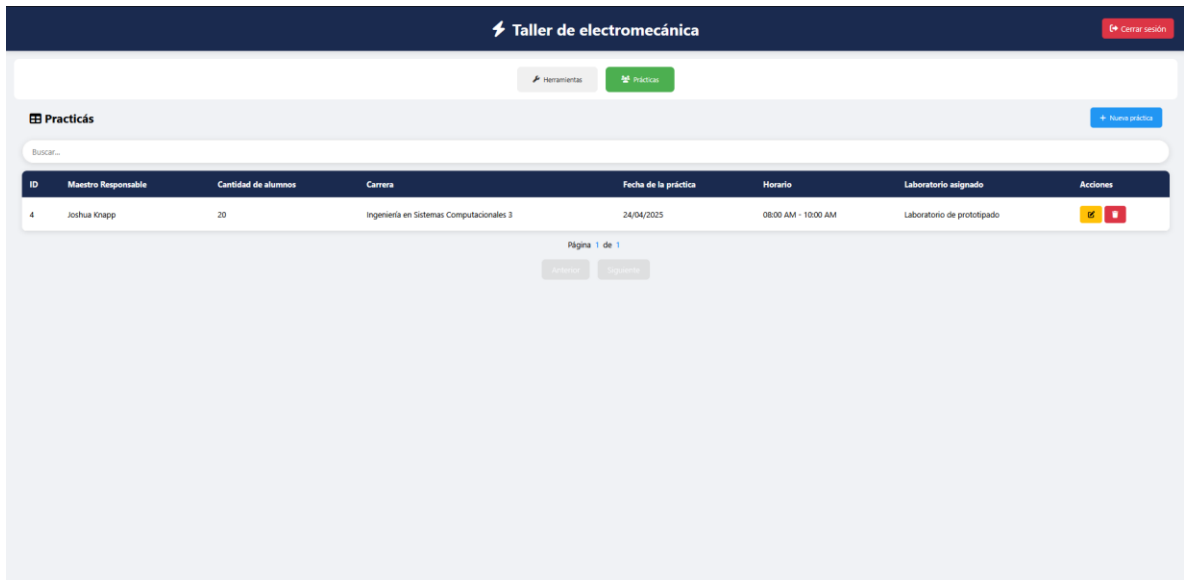 Taller de electromecánica
Cerrar sesión
Herramientas Prácticas
Practicás
+ Nueva práctica
Buscar...
ID Maestro Responsable Cantidad de alumnos Carrera Fecha de la práctica Horario Laboratorio asignado Acciones
4 Joshua Knapp 20 Ingeniería en Sistemas Computacionales 3 24/04/2025 08:00 AM - 10:00 AM Laboratorio de prototipado
Página 1 de 1
Anterior Siguiente